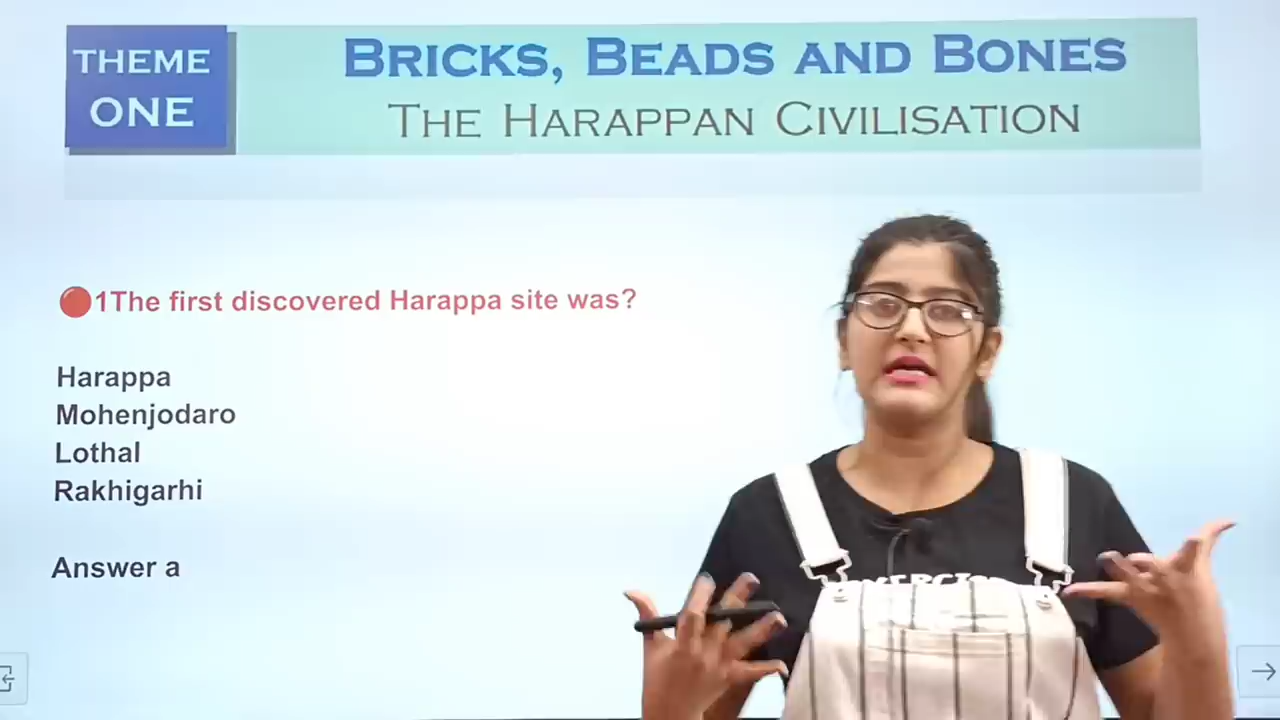 THEME
ONE
BRICKS, BEADS AND BONES
THE HARAPPAN CIVILISATION
🔴1The first discovered Harappa site was?
Harappa
Mohenjodaro
Lothal
Rakhigarhi
Answer a